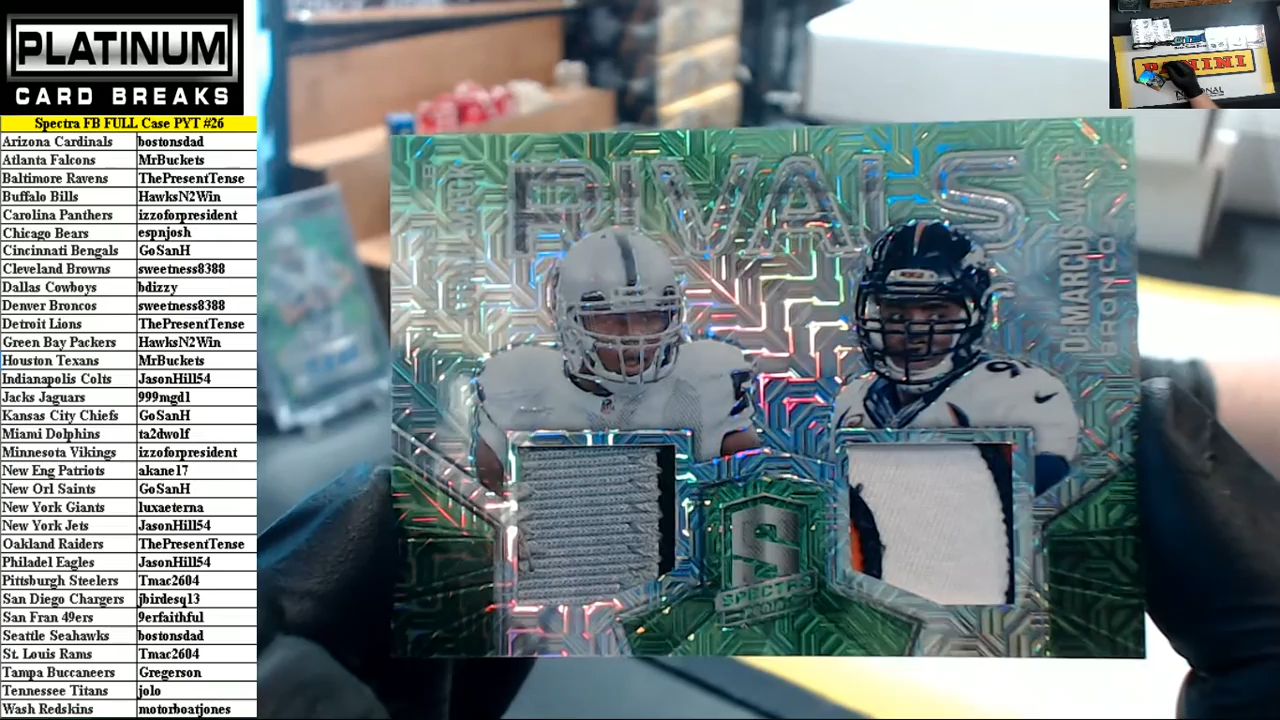 PLATINUM
CARD BREAKS
Spectra FB FULL Case PYT #26
Arizona Cardinals bostonsdad
Atlanta Falcons MrBuckets
Baltimore Ravens ThePresentTense
Buffalo Bills HawksN2Win
Carolina Panthers izzoforpresident
Chicago Bears espnjosh
Cincinnati Bengals GoSanH
Cleveland Browns sweetness8388
Dallas Cowboys bdizzy
Denver Broncos sweetness8388
Detroit Lions ThePresentTense
Green Bay Packers HawksN2Win
Houston Texans MrBuckets
Indianapolis Colts JasonHill54
Jacks Jaguars 999mgd1
Kansas City Chiefs GoSanH
Miami Dolphins ta2dwolf
Minnesota Vikings izzoforpresident
New Eng Patriots akane17
New Orl Saints GoSanH
New York Giants luxaeterna
New York Jets JasonHill54
Oakland Raiders ThePresentTense
Philadel Eagles JasonHill54
Pittsburgh Steelers Tmac2604
San Diego Chargers jbirdesq13
San Fran 49ers 9erfaithful
Seattle Seahawks bostonsdad
St. Louis Rams Tmac2604
Tampa Buccaneers Gregerson
Tennessee Titans jolo
Wash Redskins motorboatjones
RIVALS
DeMARCUS WARE
BRONCOS
S
SPECTRA
PANINI